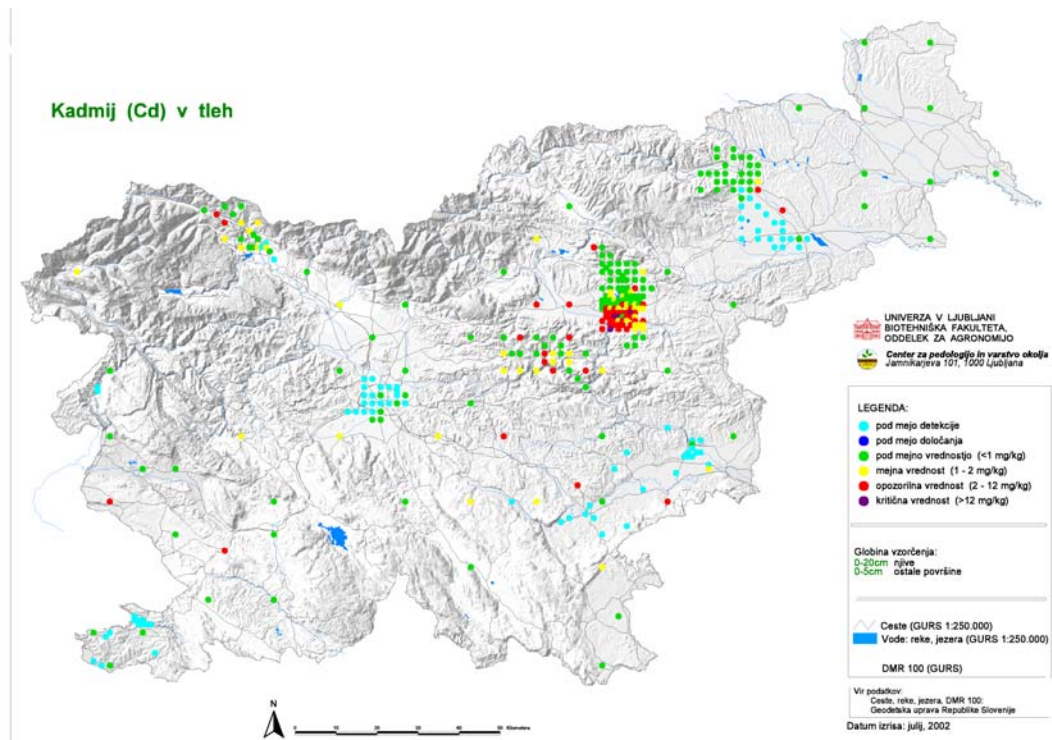 Kadmij (Cd) v tleh
UNIVERZA V LJUBLJANI
BIOTEHNIŠKA FAKULTETA,
ODDELEK ZA AGRONOMIJO
Center za pedologijo in varstvo okolja
Jamnikarjeva 101, 1000 Ljubljana
LEGENDA:
pod mejo detekcije
pod mejo določanja
pod mejno vrednostjo (<1 mg/kg)
mejna vrednost (1 - 2 mg/kg)
opozorilna vrednost (2 - 12 mg/kg)
kritična vrednost (>12 mg/kg)
Globina vzorčenja:
0-20cm njive
0-5cm ostale površine
Ceste (GURS 1:250.000)
Vode: reke, jezera (GURS 1:250.000)
DMR 100 (GURS)
Vir podatkov:
Ceste, reke, jezera, DMR 100:
Geodetska uprava Republike Slovenije
Datum izrisa: julij, 2002
N